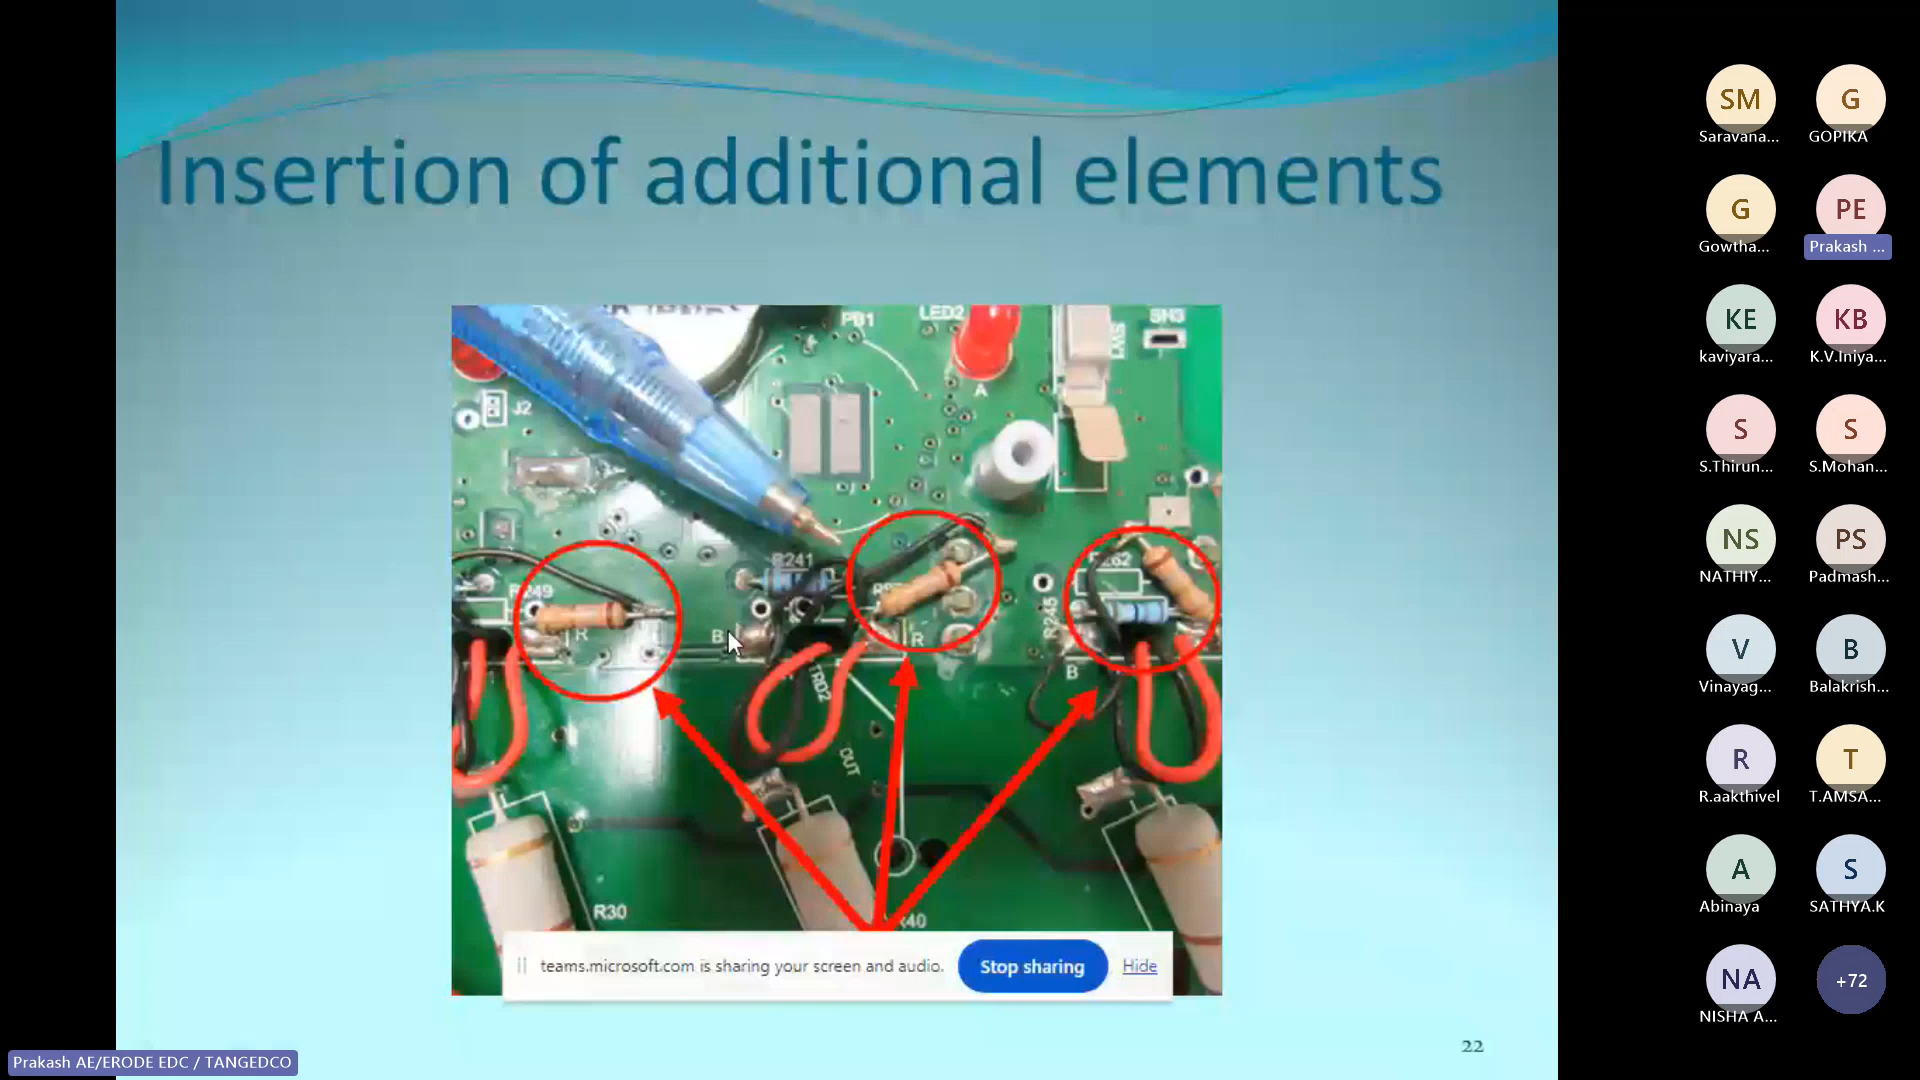 Insertion of additional elements
PB1
LED2
SW1
A
J2
R249
R241
R
B
R
R245
B
TRD2
OUT
R30
R40
teams.microsoft.com is sharing your screen and audio.
Stop sharing
Hide
22
Prakash AE/ERODE EDC / TANGEDCO
SM
Saravana...
G
GOPIKA
G
Gowtha...
PE
Prakash ...
KE
kaviyara...
KB
K.V.Iniya...
S
S.Thirun...
S
S.Mohan...
NS
NATHIY...
PS
Padmash...
V
Vinayag...
B
Balakrish...
R
R.aakthivel
T
T.AMSA...
A
Abinaya
S
SATHYA.K
NA
NISHA A...
+72